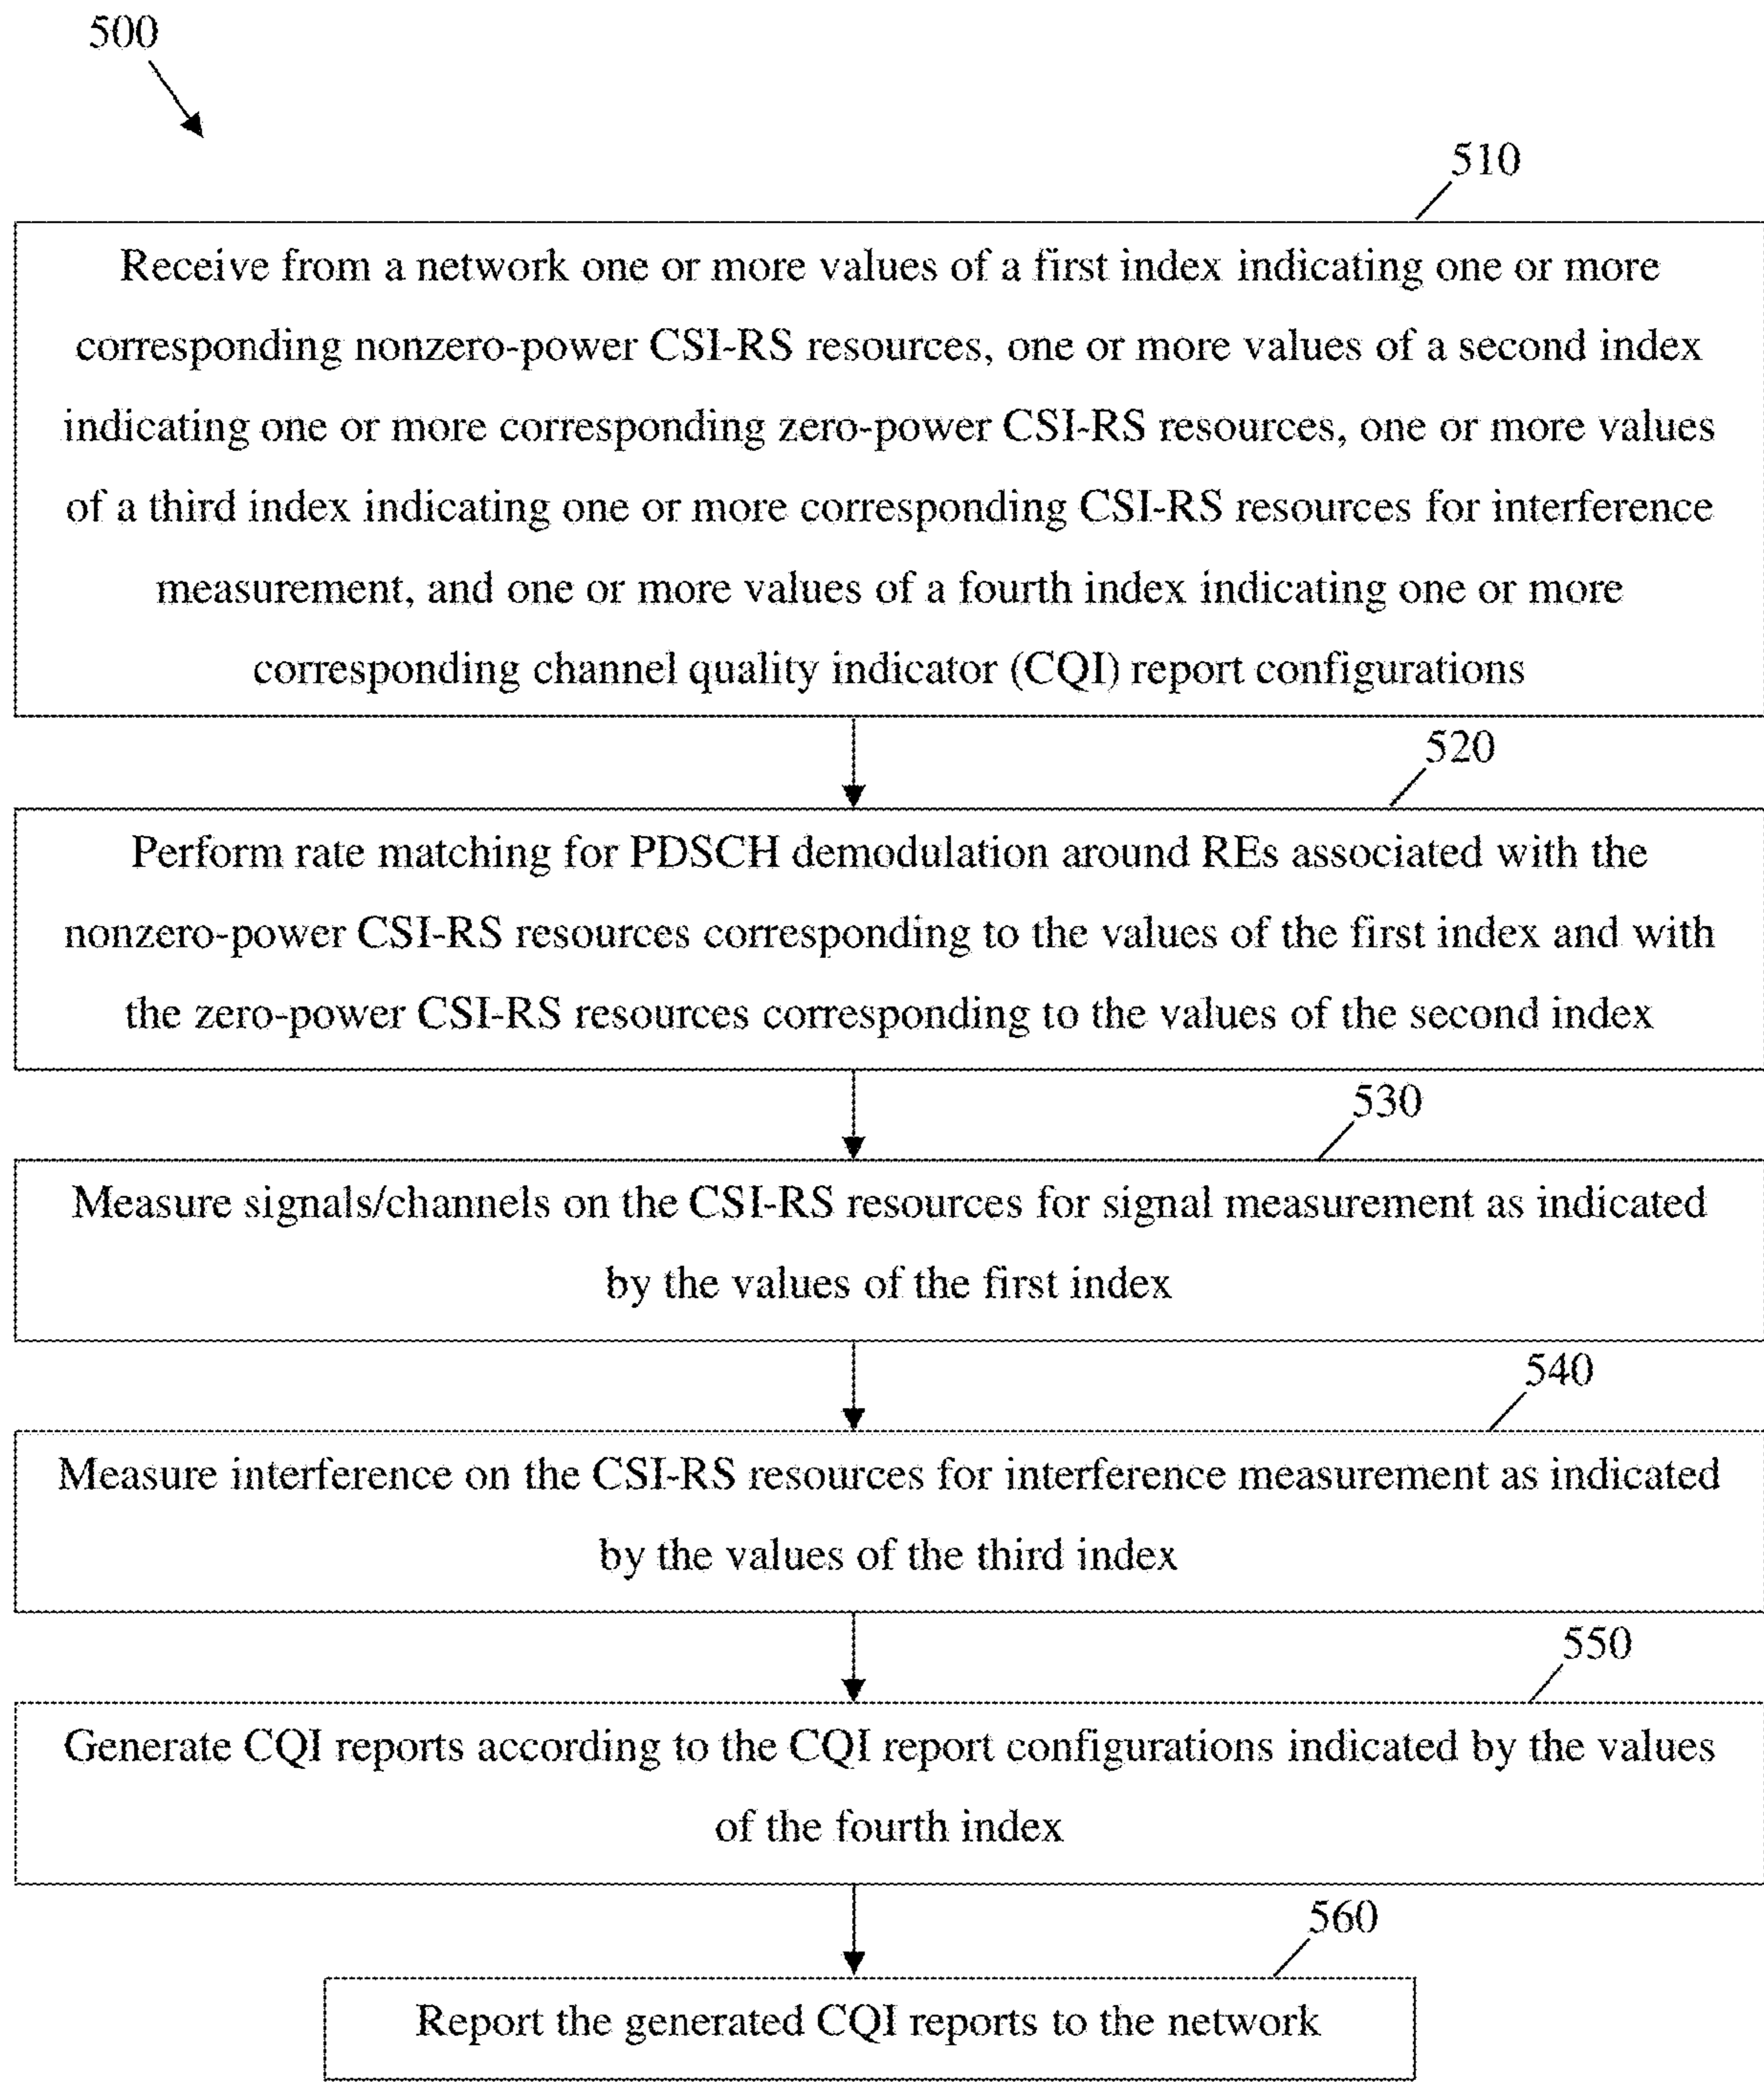 500
510
Receive from a network one or more values of a first index indicating one or more
corresponding nonzero-power CSI-RS resources, one or more values of a second index
indicating one or more corresponding zero-power CSI-RS resources, one or more values
of a third index indicating one or more corresponding CSI-RS resources for interference
measurement, and one or more values of a fourth index indicating one or more
corresponding channel quality indicator (CQI) report configurations
520
Perform rate matching for PDSCH demodulation around REs associated with the
nonzero-power CSI-RS resources corresponding to the values of the first index and with
the zero-power CSI-RS resources corresponding to the values of the second index
530
Measure signals/channels on the CSI-RS resources for signal measurement as indicated
by the values of the first index
540
Measure interference on the CSI-RS resources for interference measurement as indicated
by the values of the third index
550
Generate CQI reports according to the CQI report configurations indicated by the values
of the fourth index
560
Report the generated CQI reports to the network